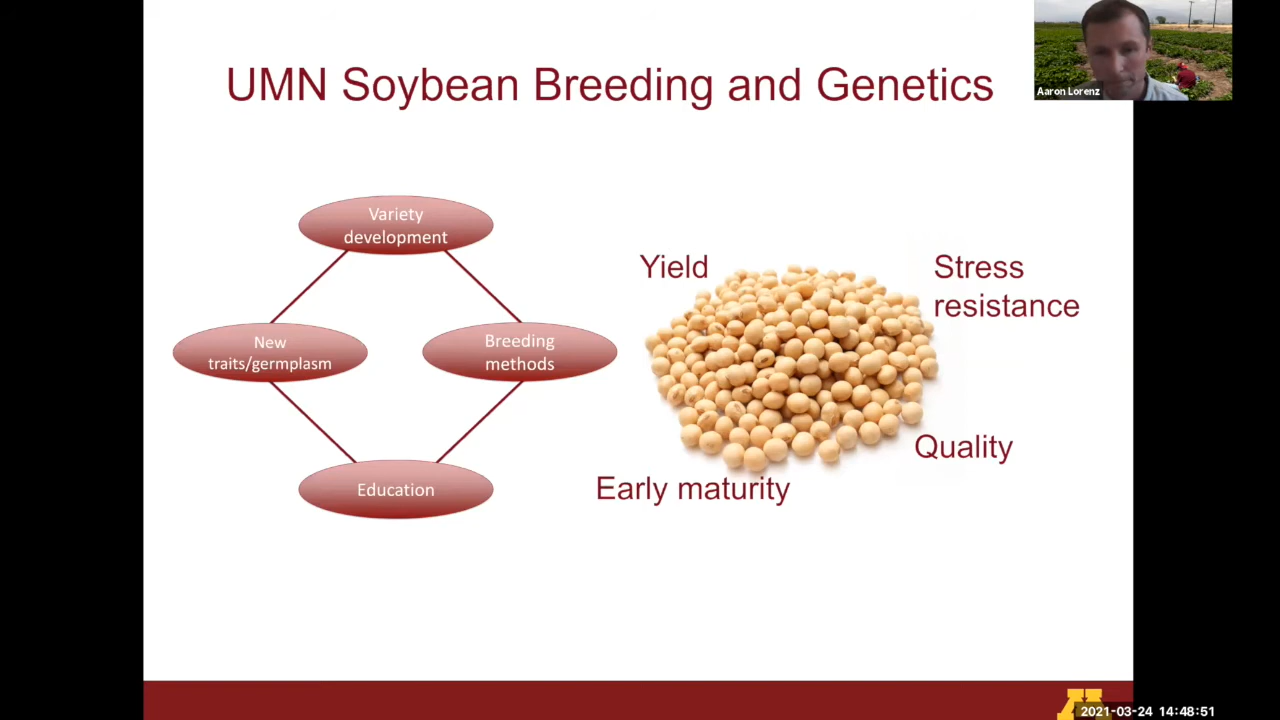 UMN Soybean Breeding and Genetics
Aaron Lorenz
Variety
development
New
traits/germplasm
Breeding
methods
Education
Yield
Stress
resistance
Quality
Early maturity
2021-03-24 14:48:51